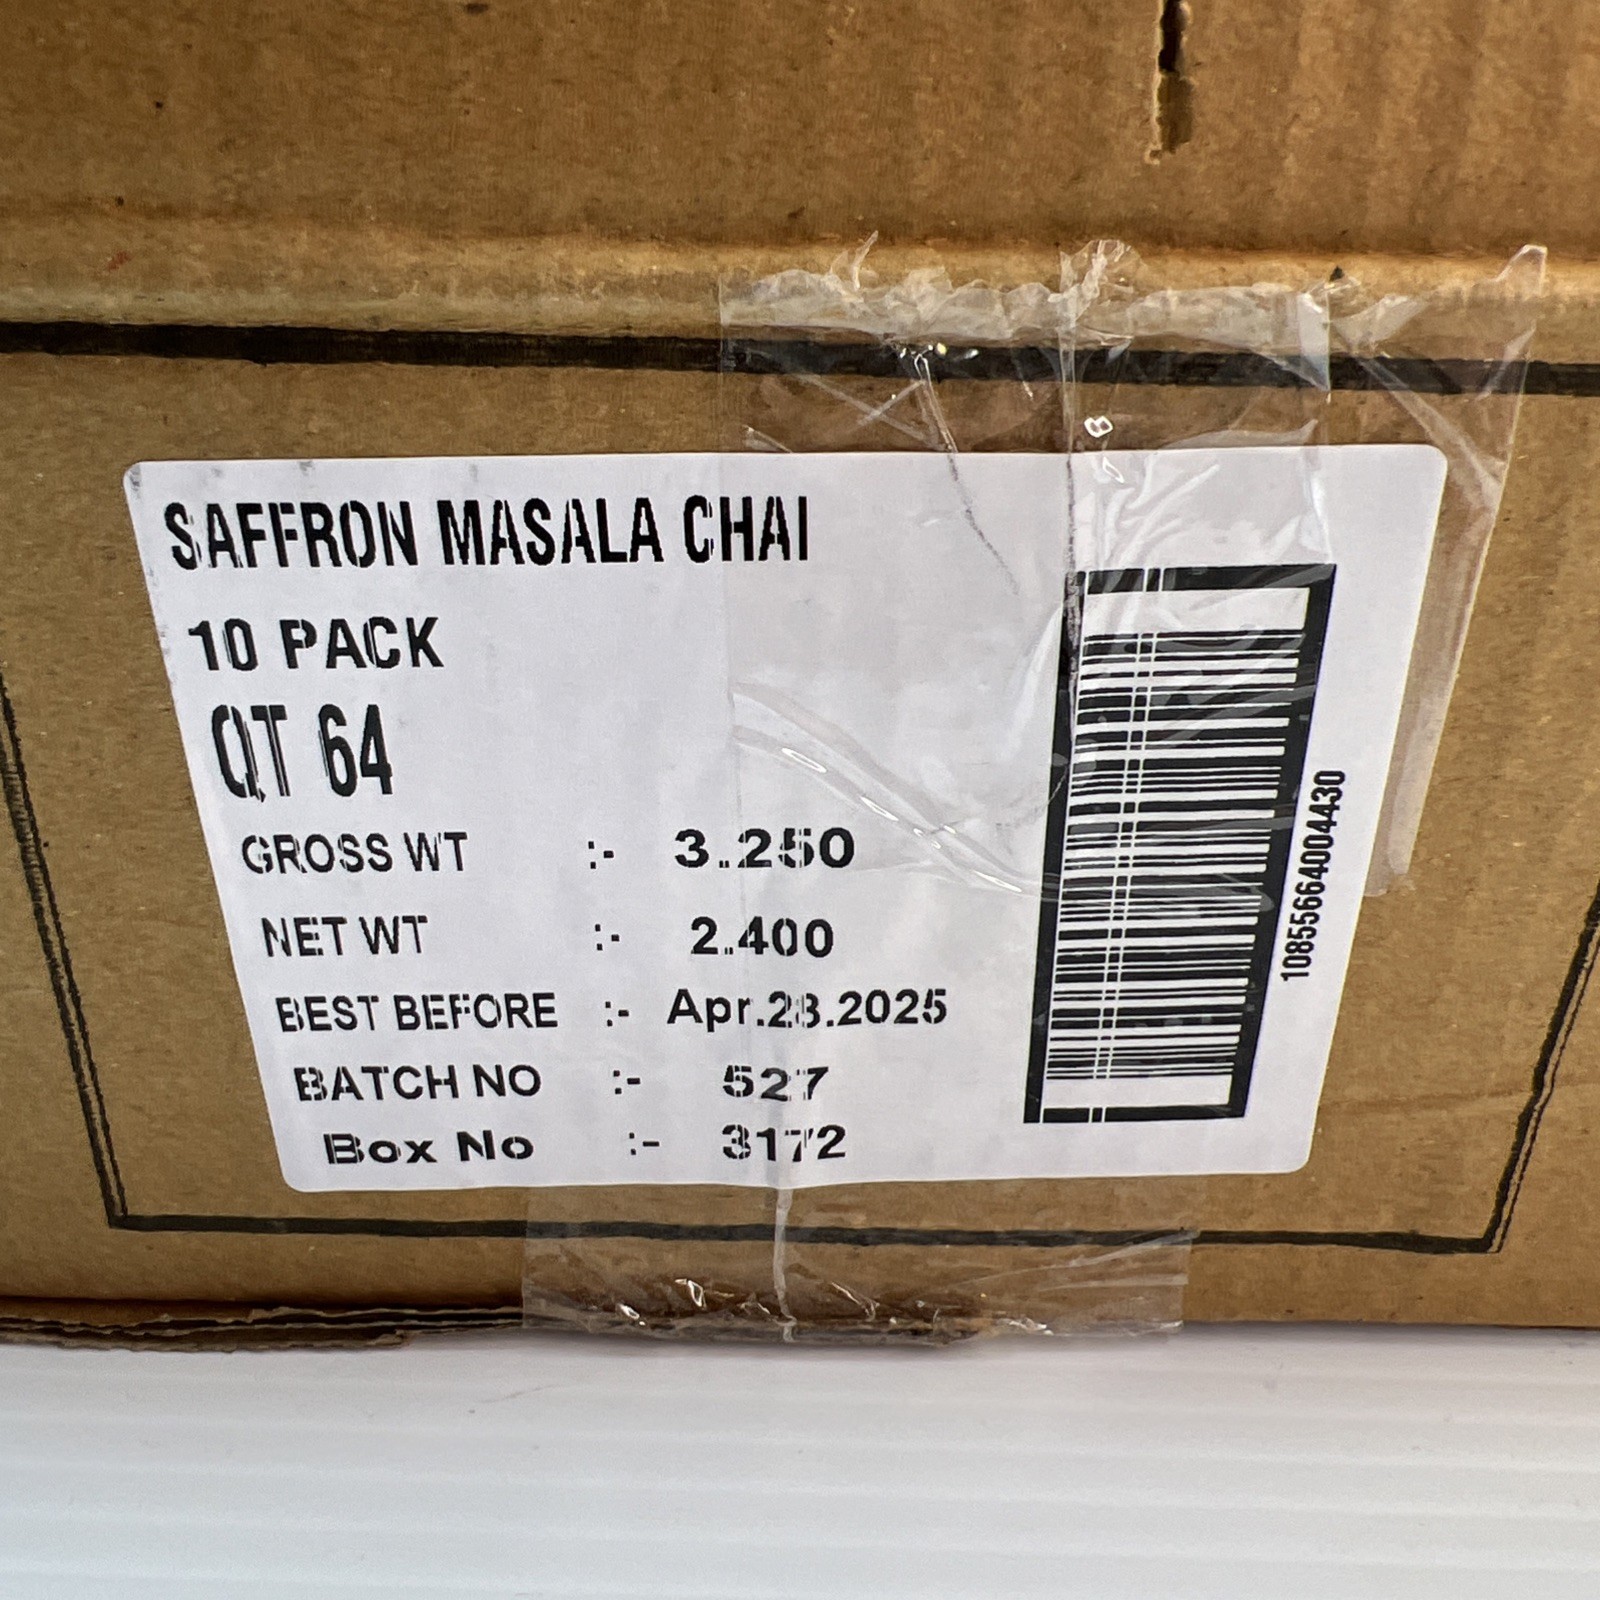 SAFFRON MASALA CHAI
10 PACK
QT 64
GROSS WT :- 3.250
NET WT :- 2.400
BEST BEFORE :- Apr.28.2025
BATCH NO :- 527
Box No :- 3172
10855664004430